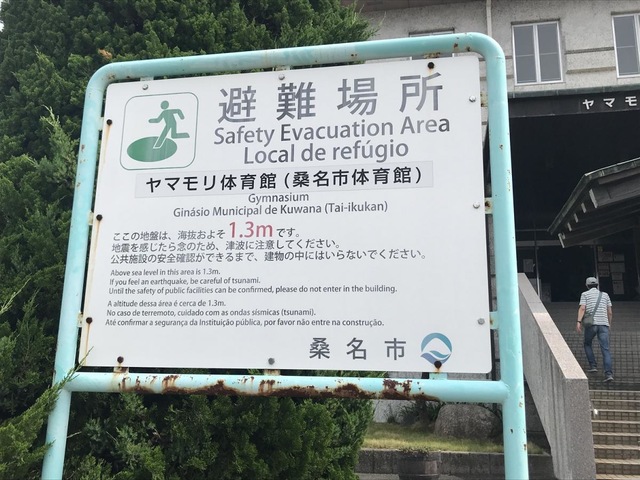 避難場所
Safety Evacuation Area
Local de refúgio
ヤマモリ体育館(桑名市体育館)
Gymnasium
Ginásio Municipal de Kuwana (Tai-ikukan)
ここの地盤は、海抜およそ1.3mです。
地震を感じたら念のため、津波に注意してください。
公共施設の安全確認ができるまで、建物の中にはいらないでください。
Above sea level in this area is 1.3m.
If you feel an earthquake, be careful of tsunami.
Until the safety of public facilities can be confirmed, please do not enter in the building.
A altitude dessa área é cerca de 1.3m.
No caso de terremoto, cuidado com as ondas sísmicas (tsunami).
Até confirmar a segurança da Instituição pública, por favor não entre na construção.
桑名市
ヤマモ